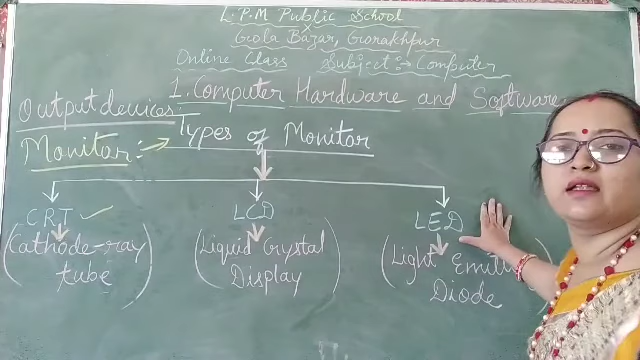 L.P.M Public School
Gola Bazar, Gorakhpur
Online Class Subject:→ Computer
1. Computer Hardware and Software
Output devices:
Monitor:→ Types of Monitor
CRT ✓ LCD LED
(Cathode-ray tube) (Liquid Crystal Display) (Light Diode